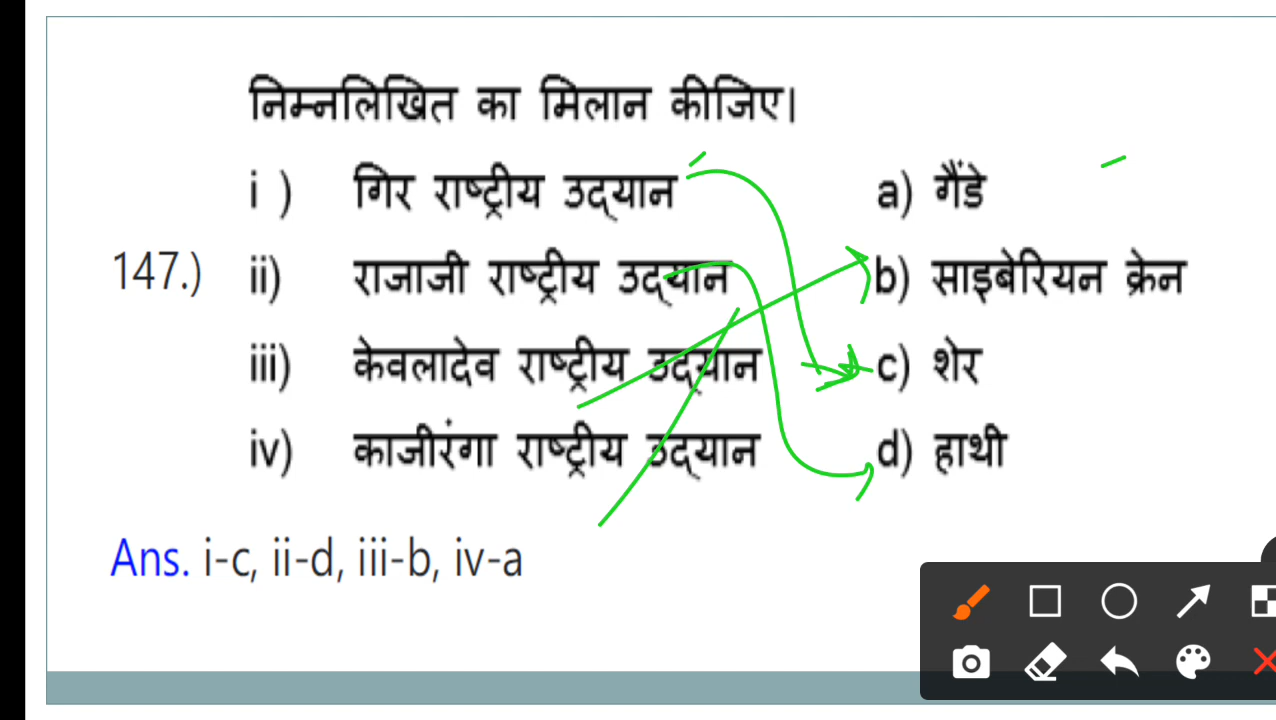 निम्नलिखित का मिलान कीजिए।
i ) गिर राष्ट्रीय उद्यान a) गैंडे
147.) ii) राजाजी राष्ट्रीय उद्यान b) साइबेरियन क्रेन
iii) केवलादेव राष्ट्रीय उद्यान c) शेर
iv) काजीरंगा राष्ट्रीय उद्यान d) हाथी
Ans. i-c, ii-d, iii-b, iv-a